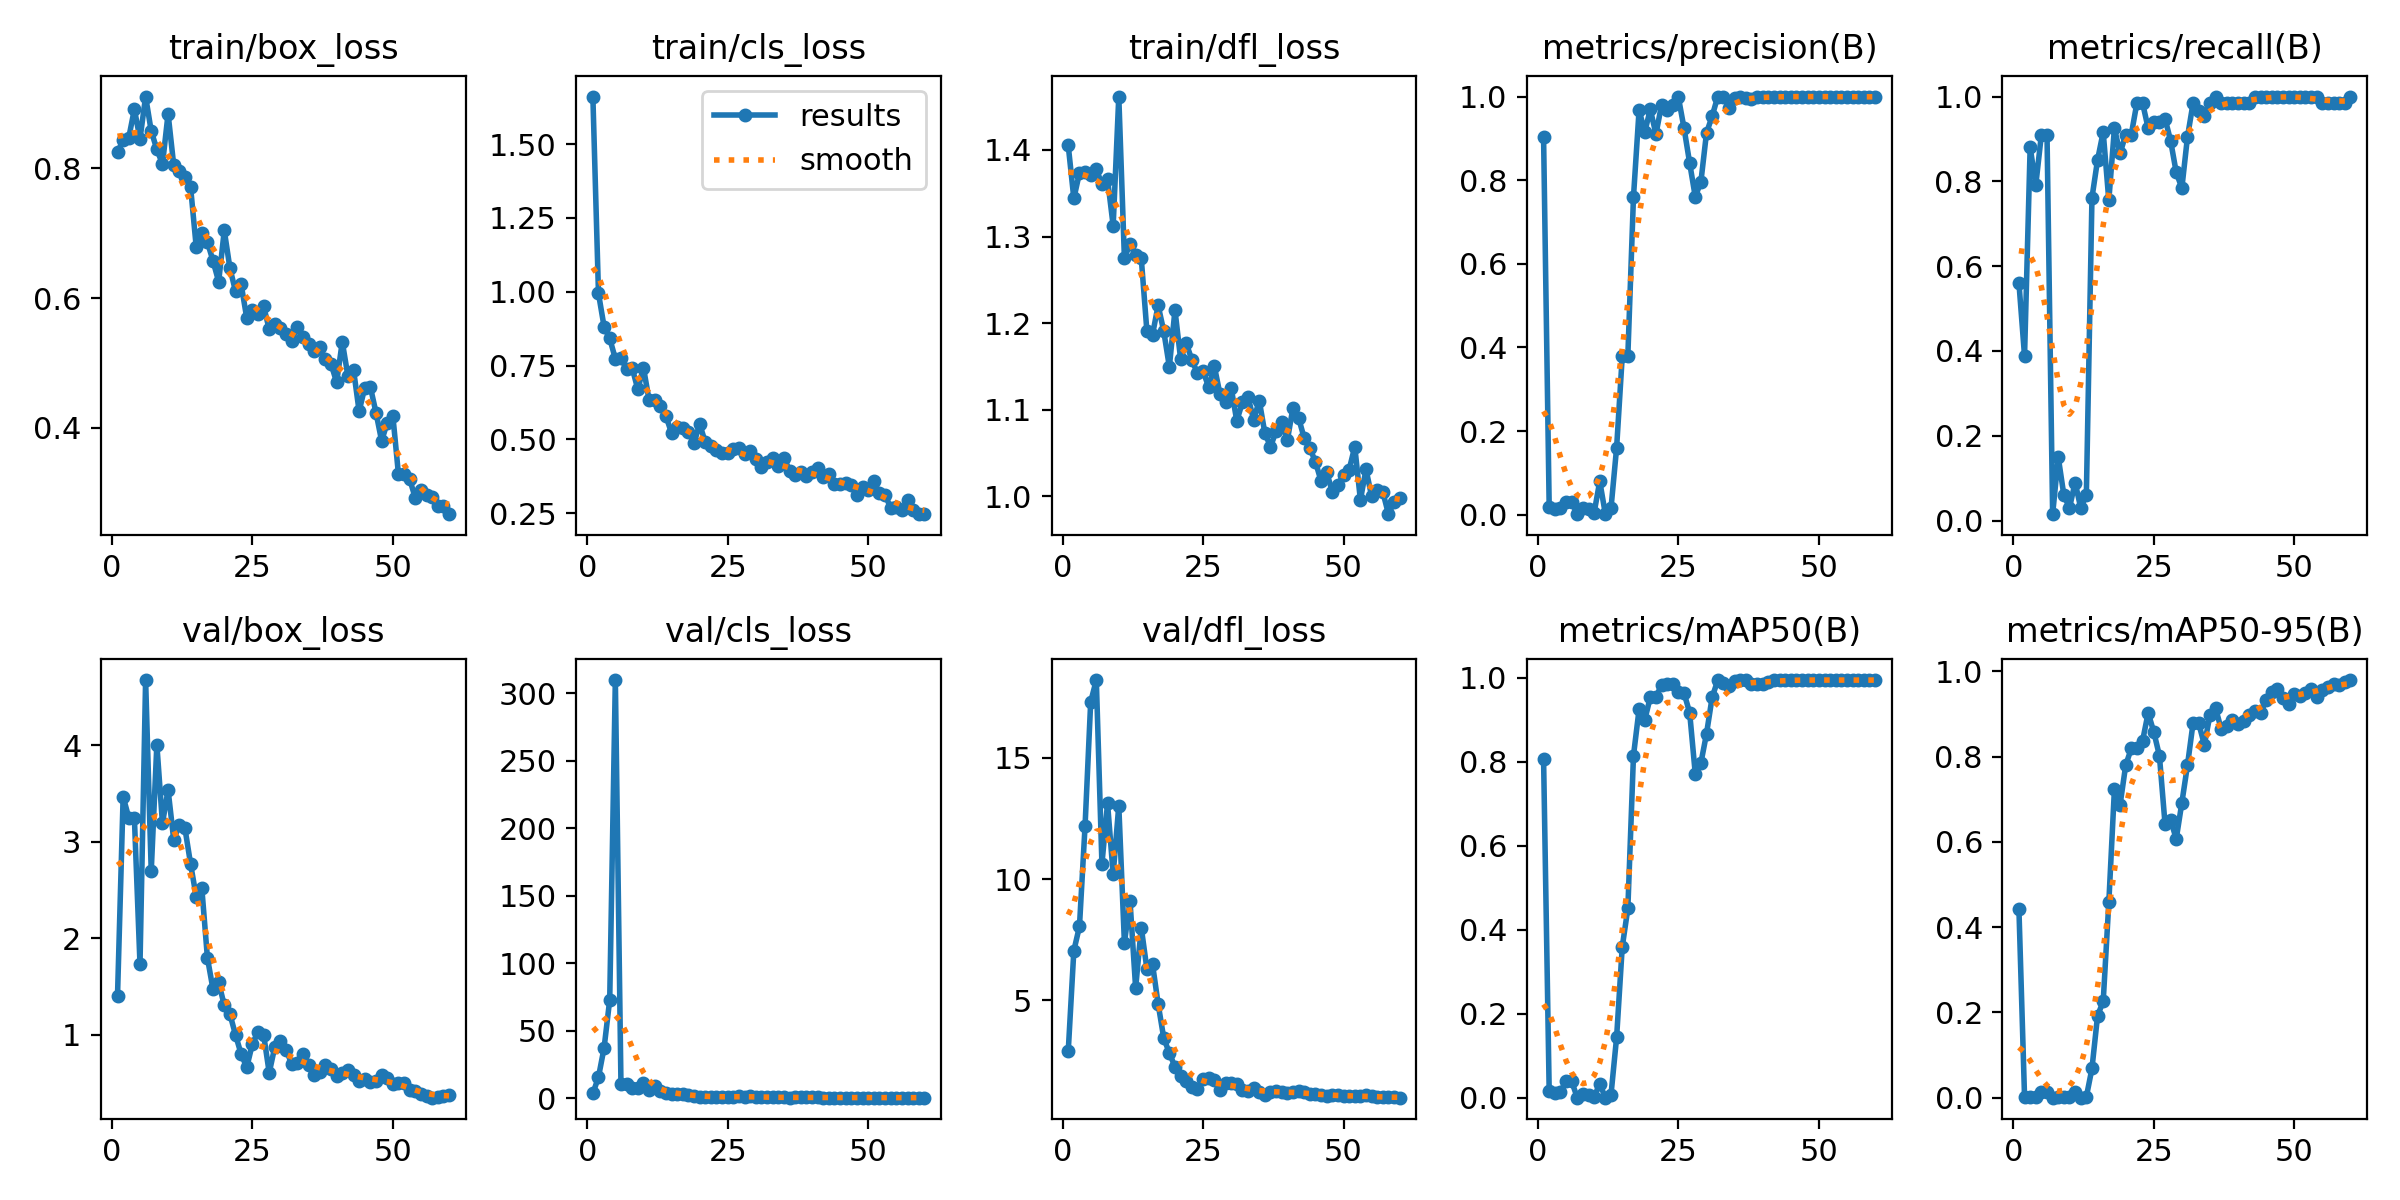 train/box_loss
train/cls_loss
train/dfl_loss
metrics/precision(B)
metrics/recall(B)
0.8
0.6
0.4
0 25 50
results
smooth
1.50
1.25
1.00
0.75
0.50
0.25
0 25 50
1.4
1.3
1.2
1.1
1.0
0 25 50
1.0
0.8
0.6
0.4
0.2
0.0
0 25 50
1.0
0.8
0.6
0.4
0.2
0.0
0 25 50
val/box_loss
val/cls_loss
val/dfl_loss
metrics/mAP50(B)
metrics/mAP50-95(B)
4
3
2
1
0 25 50
300
250
200
150
100
50
0
0 25 50
15
10
5
0 25 50
1.0
0.8
0.6
0.4
0.2
0.0
0 25 50
1.0
0.8
0.6
0.4
0.2
0.0
0 25 50